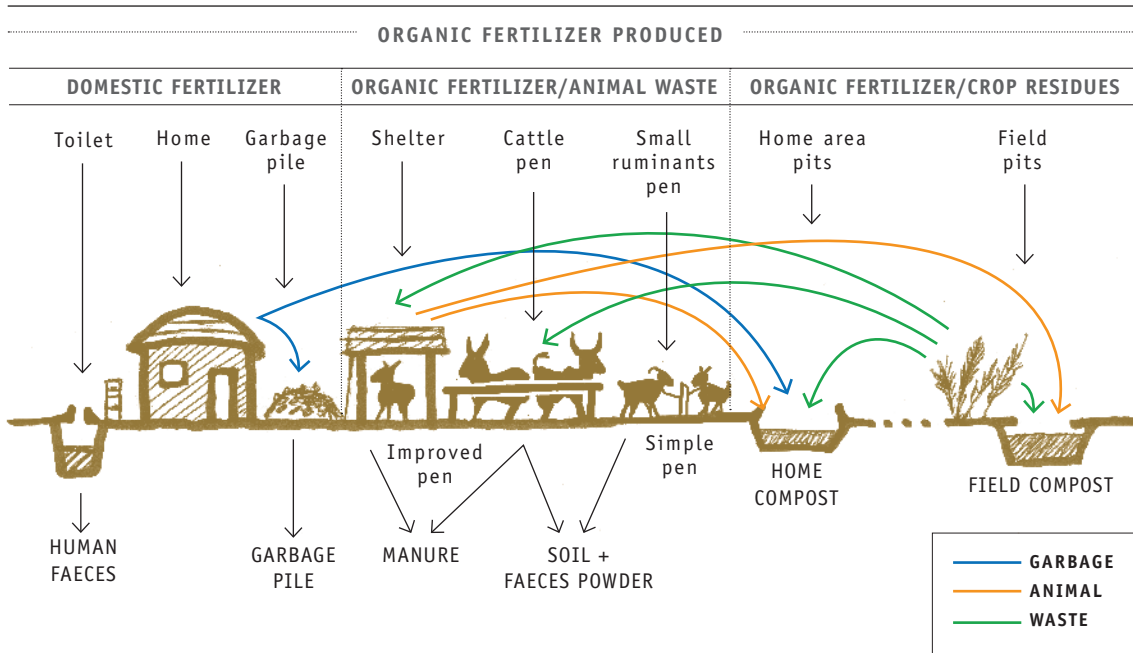 ORGANIC FERTILIZER PRODUCED
DOMESTIC FERTILIZER
ORGANIC FERTILIZER/ANIMAL WASTE
ORGANIC FERTILIZER/CROP RESIDUES
Toilet
Home
Garbage
pile
Shelter
Cattle
pen
Small
ruminants
pen
Home area
pits
Field
pits
Improved
pen
Simple
pen
HOME
COMPOST
FIELD COMPOST
HUMAN
FAECES
GARBAGE
PILE
MANURE
SOIL +
FAECES POWDER
GARBAGE
ANIMAL
WASTE